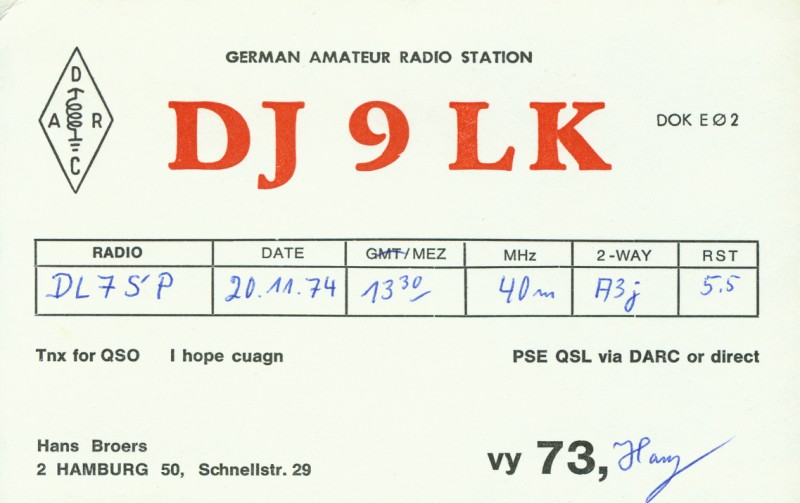 GERMAN AMATEUR RADIO STATION
DARC
DJ 9 LK
DOK EØ2
RADIO DATE GMT/MEZ MHz 2-WAY RST
DL7SP 20.11.74 13³⁰ 40m A3j 5.5
Tnx for QSO I hope cuagn PSE QSL via DARC or direct
Hans Broers
2 HAMBURG 50, Schnellstr. 29
vy 73, Hans